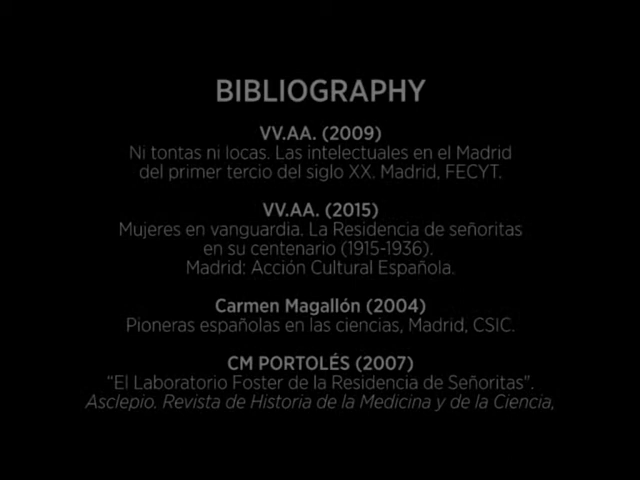 BIBLIOGRAPHY
VV.AA. (2009)
Ni tontas ni locas. Las intelectuales en el Madrid
del primer tercio del siglo XX. Madrid, FECYT.
VV.AA. (2015)
Mujeres en vanguardia. La Residencia de señoritas
en su centenario (1915-1936).
Madrid: Acción Cultural Española.
Carmen Magallón (2004)
Pioneras españolas en las ciencias, Madrid, CSIC.
CM PORTOLÉS (2007)
“El Laboratorio Foster de la Residencia de Señoritas”.
Asclepio. Revista de Historia de la Medicina y de la Ciencia,